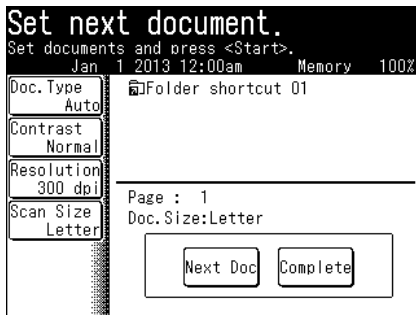 Set next document.
Set documents and press <Start>.
Jan 1 2013 12:00am Memory 100%
Doc.Type
Auto
Contrast
Normal
Resolution
300 dpi
Scan Size
Letter
Folder shortcut 01
Page : 1
Doc.Size:Letter
Next Doc Complete